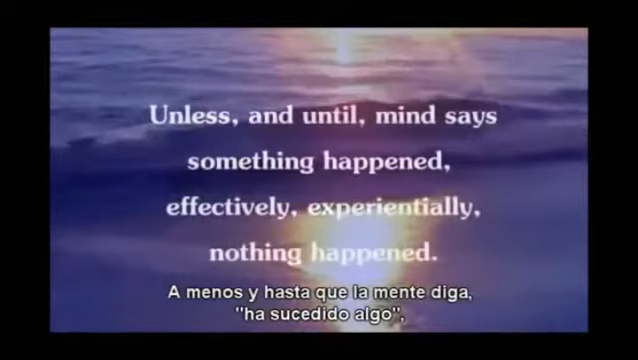 Unless, and until, mind says
something happened,
effectively, experientially,
nothing happened.
A menos y hasta que la mente diga,
"ha sucedido algo",